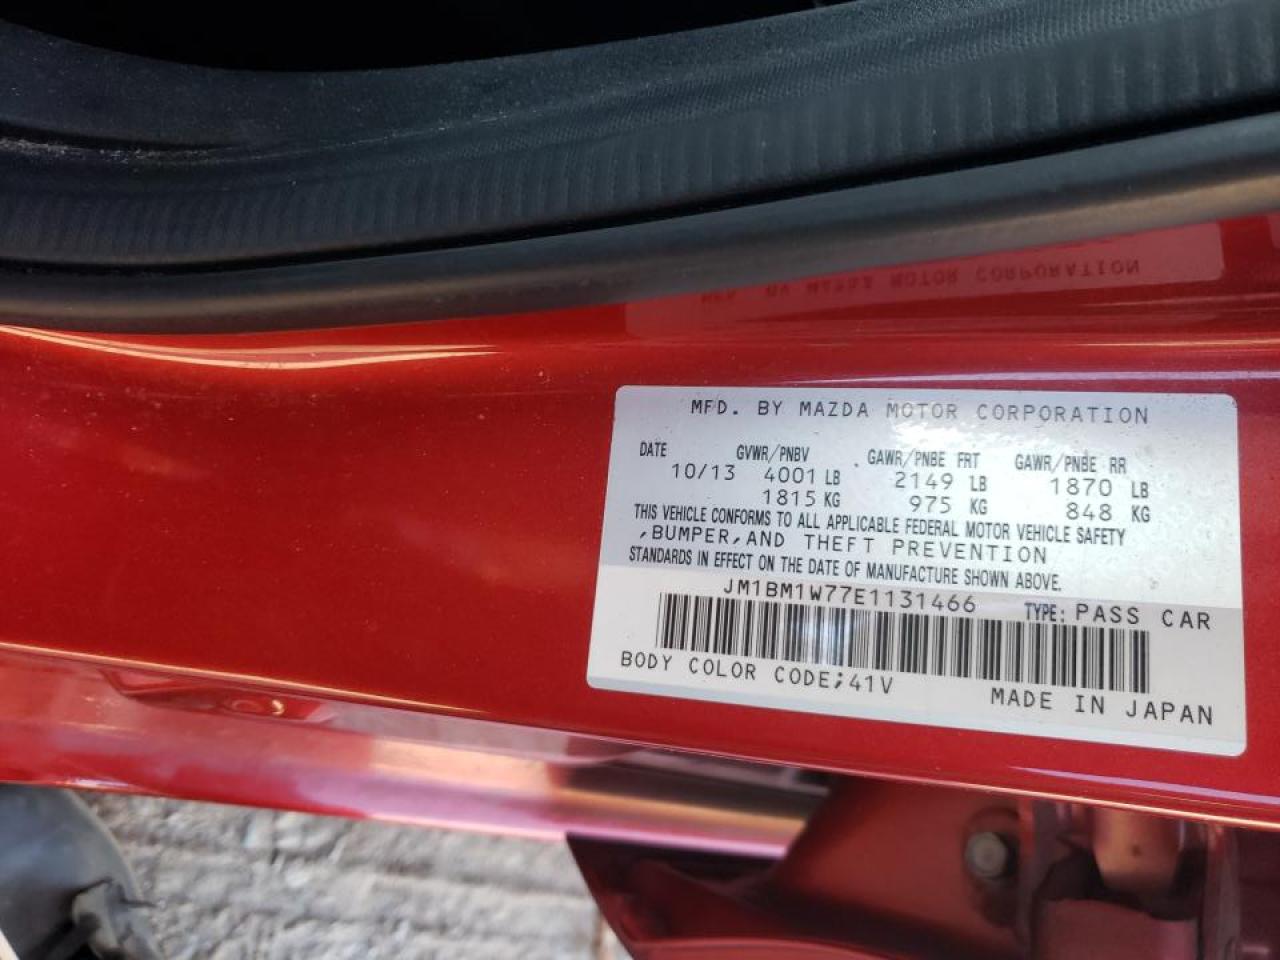 MFD. BY MAZDA MOTOR CORPORATION
DATE GVWR/PNBV GAWR/PNBE FRT GAWR/PNBE RR
10/13 4001 LB 2149 LB 1870 LB
1815 KG 975 KG 848 KG
THIS VEHICLE CONFORMS TO ALL APPLICABLE FEDERAL MOTOR VEHICLE SAFETY
,BUMPER,AND THEFT PREVENTION
STANDARDS IN EFFECT ON THE DATE OF MANUFACTURE SHOWN ABOVE.
JM1BM1W77E1131466 TYPE: PASS CAR
BODY COLOR CODE;41V
MADE IN JAPAN